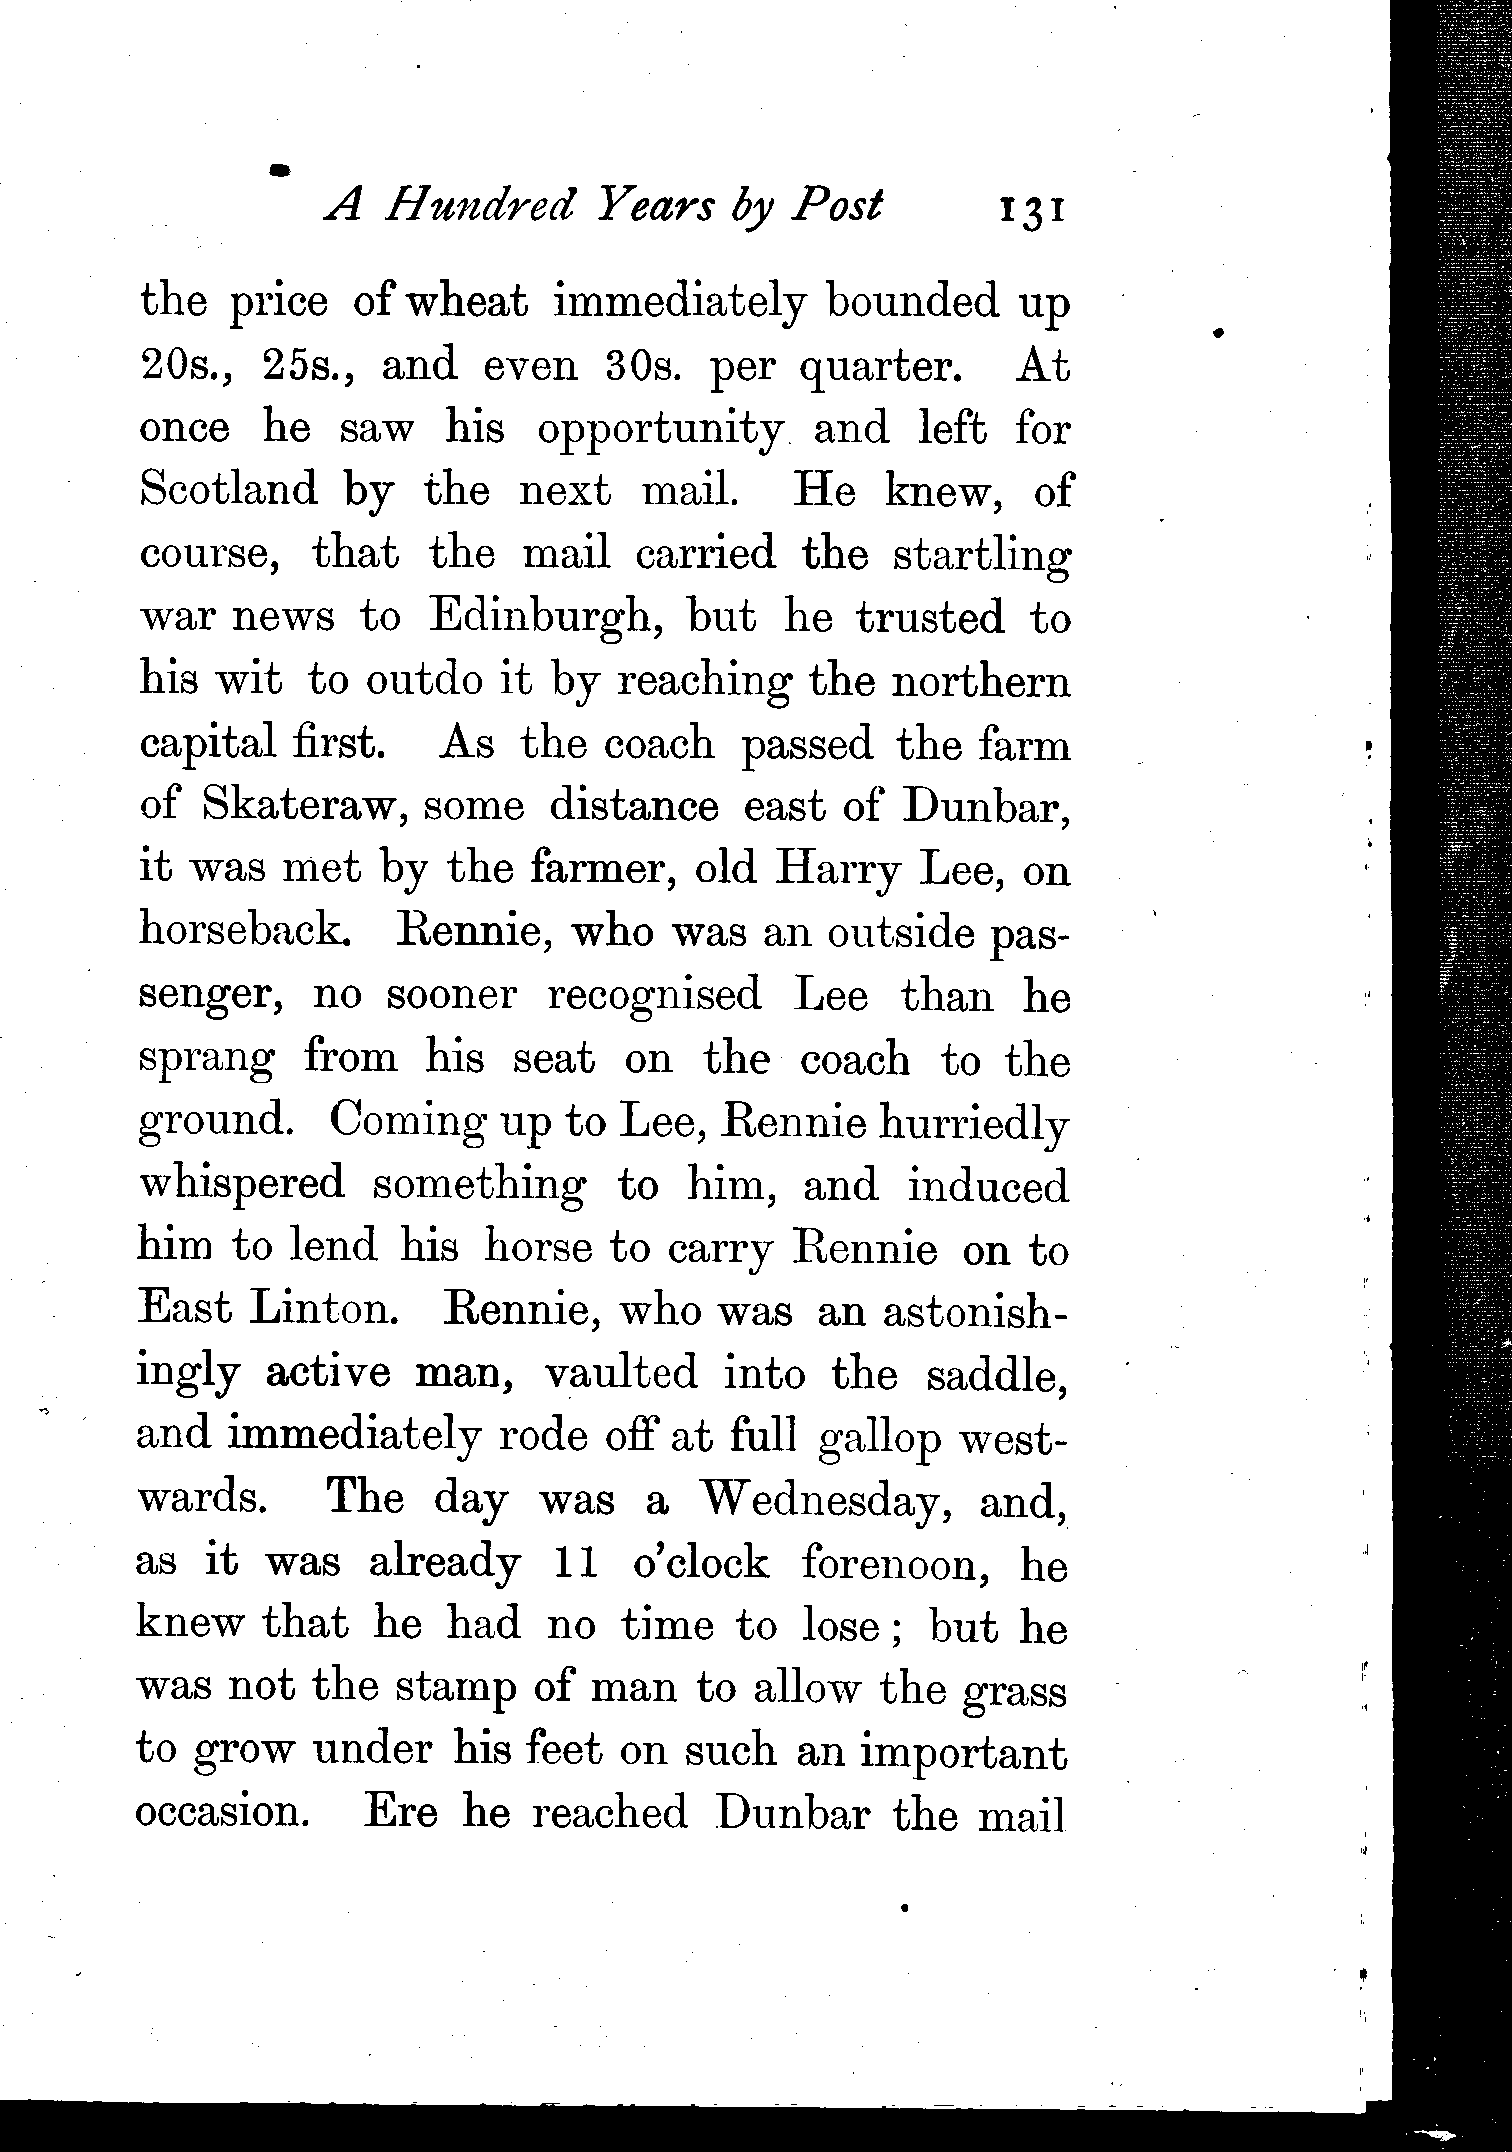 A Hundred Years by Post 131
the price of wheat immediately bounded up
20s., 25s., and even 30s. per quarter. At
once he saw his opportunity and left for
Scotland by the next mail. He knew, of
course, that the mail carried the startling
war news to Edinburgh, but he trusted to
his wit to outdo it by reaching the northern
capital first. As the coach passed the farm
of Skateraw, some distance east of Dunbar,
it was met by the farmer, old Harry Lee, on
horseback. Rennie, who was an outside pas-
senger, no sooner recognised Lee than he
sprang from his seat on the coach to the
ground. Coming up to Lee, Rennie hurriedly
whispered something to him, and induced
him to lend his horse to carry Rennie on to
East Linton. Rennie, who was an astonish-
ingly active man, vaulted into the saddle,
and immediately rode off at full gallop west-
wards. The day was a Wednesday, and,
as it was already 11 o'clock forenoon, he
knew that he had no time to lose; but he
was not the stamp of man to allow the grass
to grow under his feet on such an important
occasion. Ere he reached Dunbar the mail